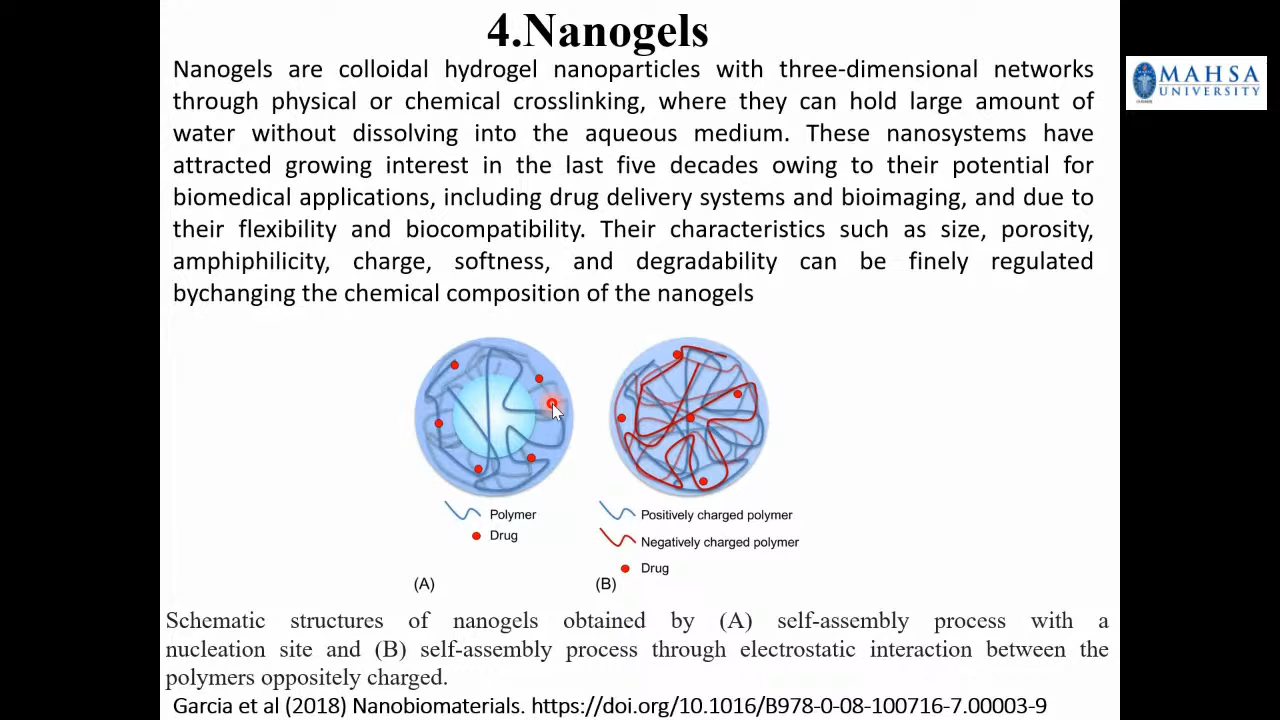 4.Nanogels
Nanogels are colloidal hydrogel nanoparticles with three-dimensional networks
through physical or chemical crosslinking, where they can hold large amount of
water without dissolving into the aqueous medium. These nanosystems have
attracted growing interest in the last five decades owing to their potential for
biomedical applications, including drug delivery systems and bioimaging, and due to
their flexibility and biocompatibility. Their characteristics such as size, porosity,
amphiphilicity, charge, softness, and degradability can be finely regulated
bychanging the chemical composition of the nanogels
MAHSA
UNIVERSITY
Polymer
Drug
(A)
Positively charged polymer
Negatively charged polymer
Drug
(B)
Schematic structures of nanogels obtained by (A) self-assembly process with a
nucleation site and (B) self-assembly process through electrostatic interaction between the
polymers oppositely charged.
Garcia et al (2018) Nanobiomaterials. https://doi.org/10.1016/B978-0-08-100716-7.00003-9